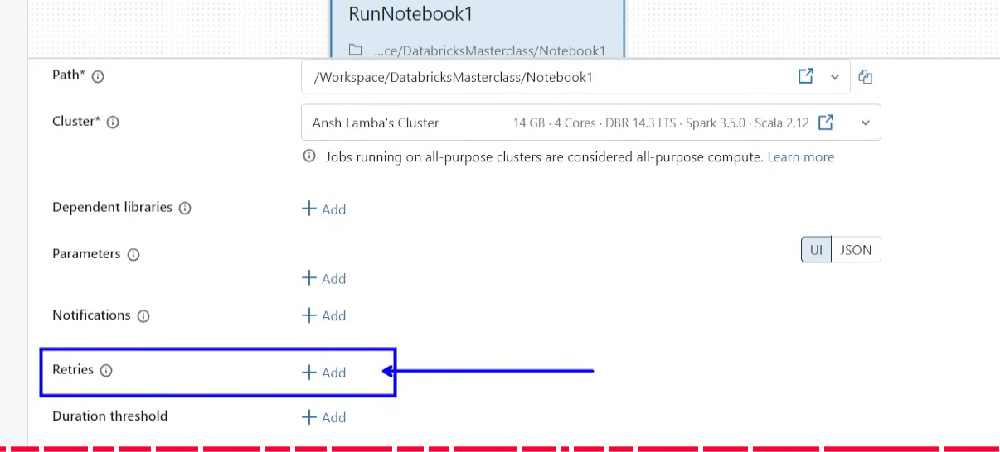 RunNotebook1
...ce/DatabricksMasterclass/Notebook1
Path*
/Workspace/DatabricksMasterclass/Notebook1
Cluster*
Ansh Lamba's Cluster 14 GB · 4 Cores · DBR 14.3 LTS · Spark 3.5.0 · Scala 2.12
Jobs running on all-purpose clusters are considered all-purpose compute. Learn more
Dependent libraries + Add
Parameters UI JSON
+ Add
Notifications + Add
Retries + Add
Duration threshold + Add